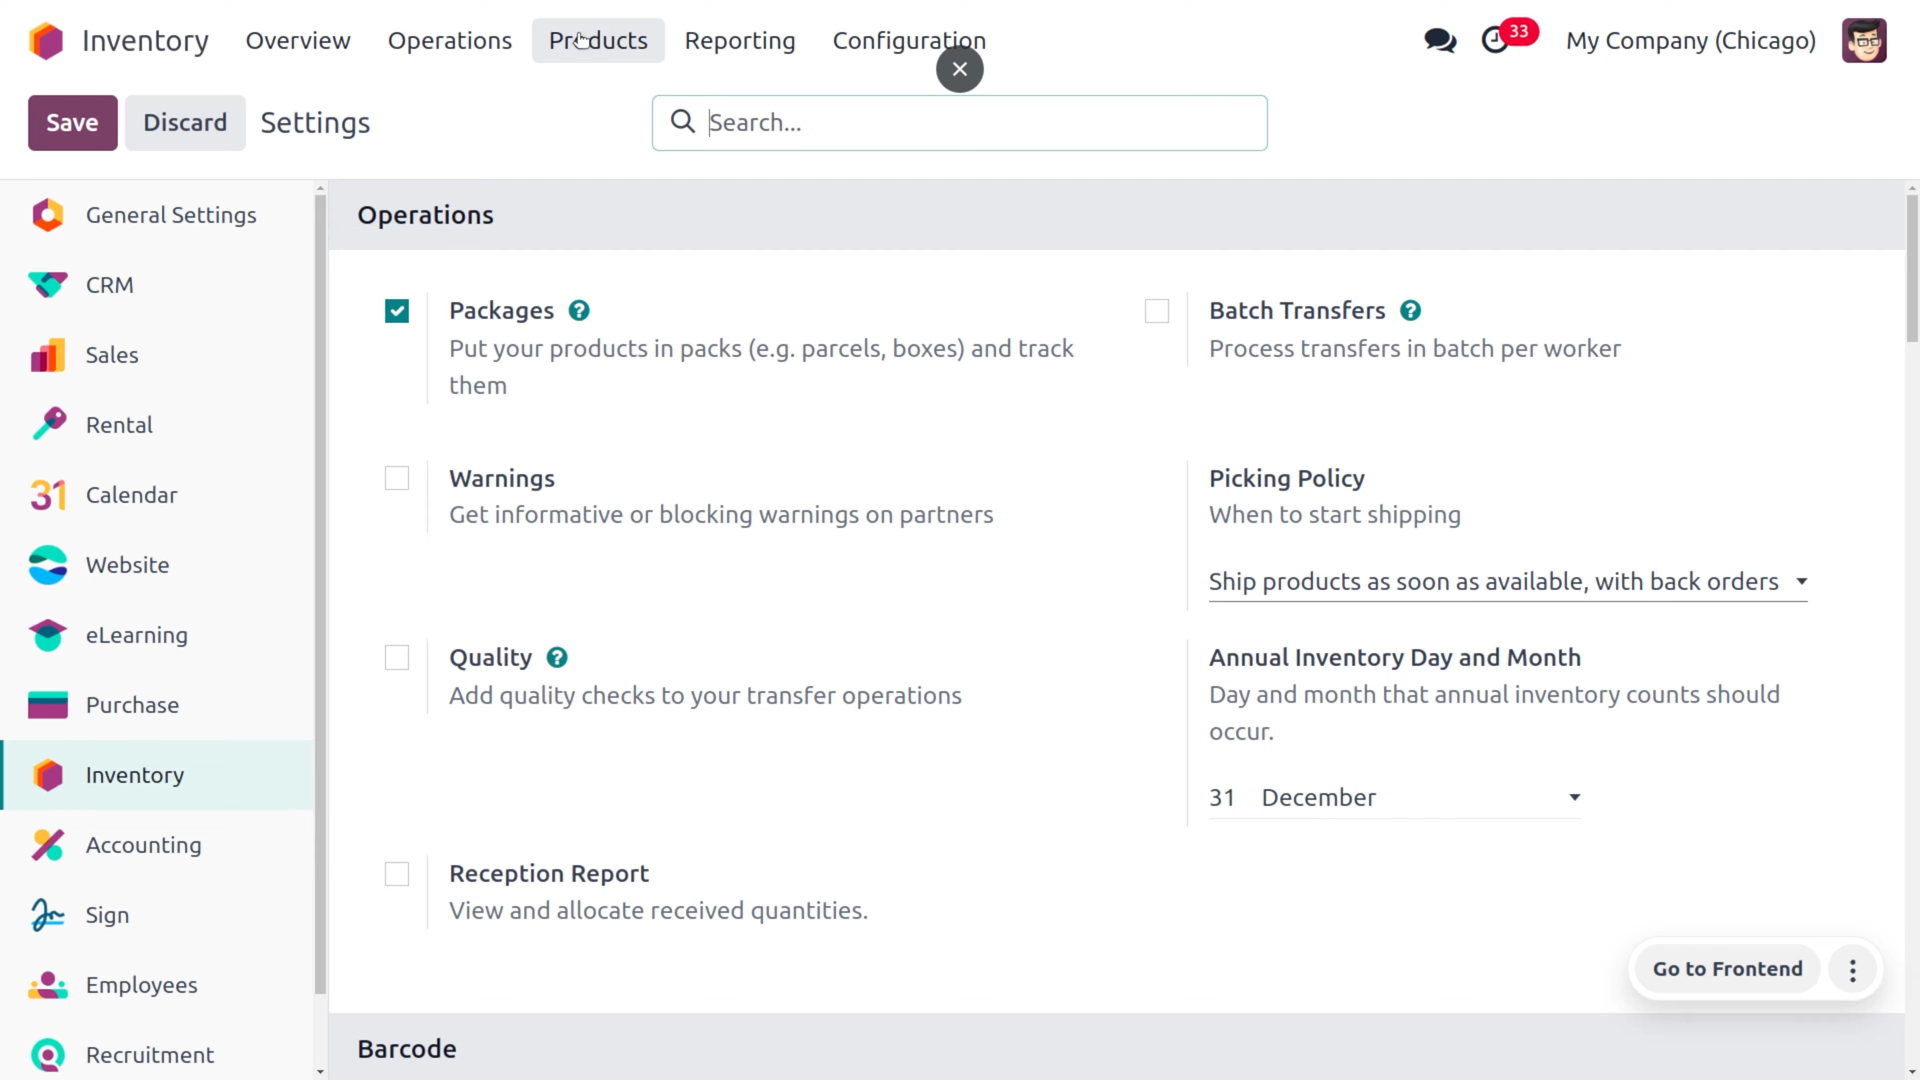 Inventory Overview Operations Products Reporting Configuration 33 My Company (Chicago)
Save Discard Settings Search...
General Settings
CRM
Sales
Rental
31 Calendar
Website
eLearning
Purchase
Inventory
Accounting
Sign
Employees
Recruitment
Operations
Packages ?
Put your products in packs (e.g. parcels, boxes) and track
them
Batch Transfers ?
Process transfers in batch per worker
Warnings
Get informative or blocking warnings on partners
Picking Policy
When to start shipping
Ship products as soon as available, with back orders
Quality ?
Add quality checks to your transfer operations
Annual Inventory Day and Month
Day and month that annual inventory counts should
occur.
31 December
Reception Report
View and allocate received quantities.
Go to Frontend
Barcode